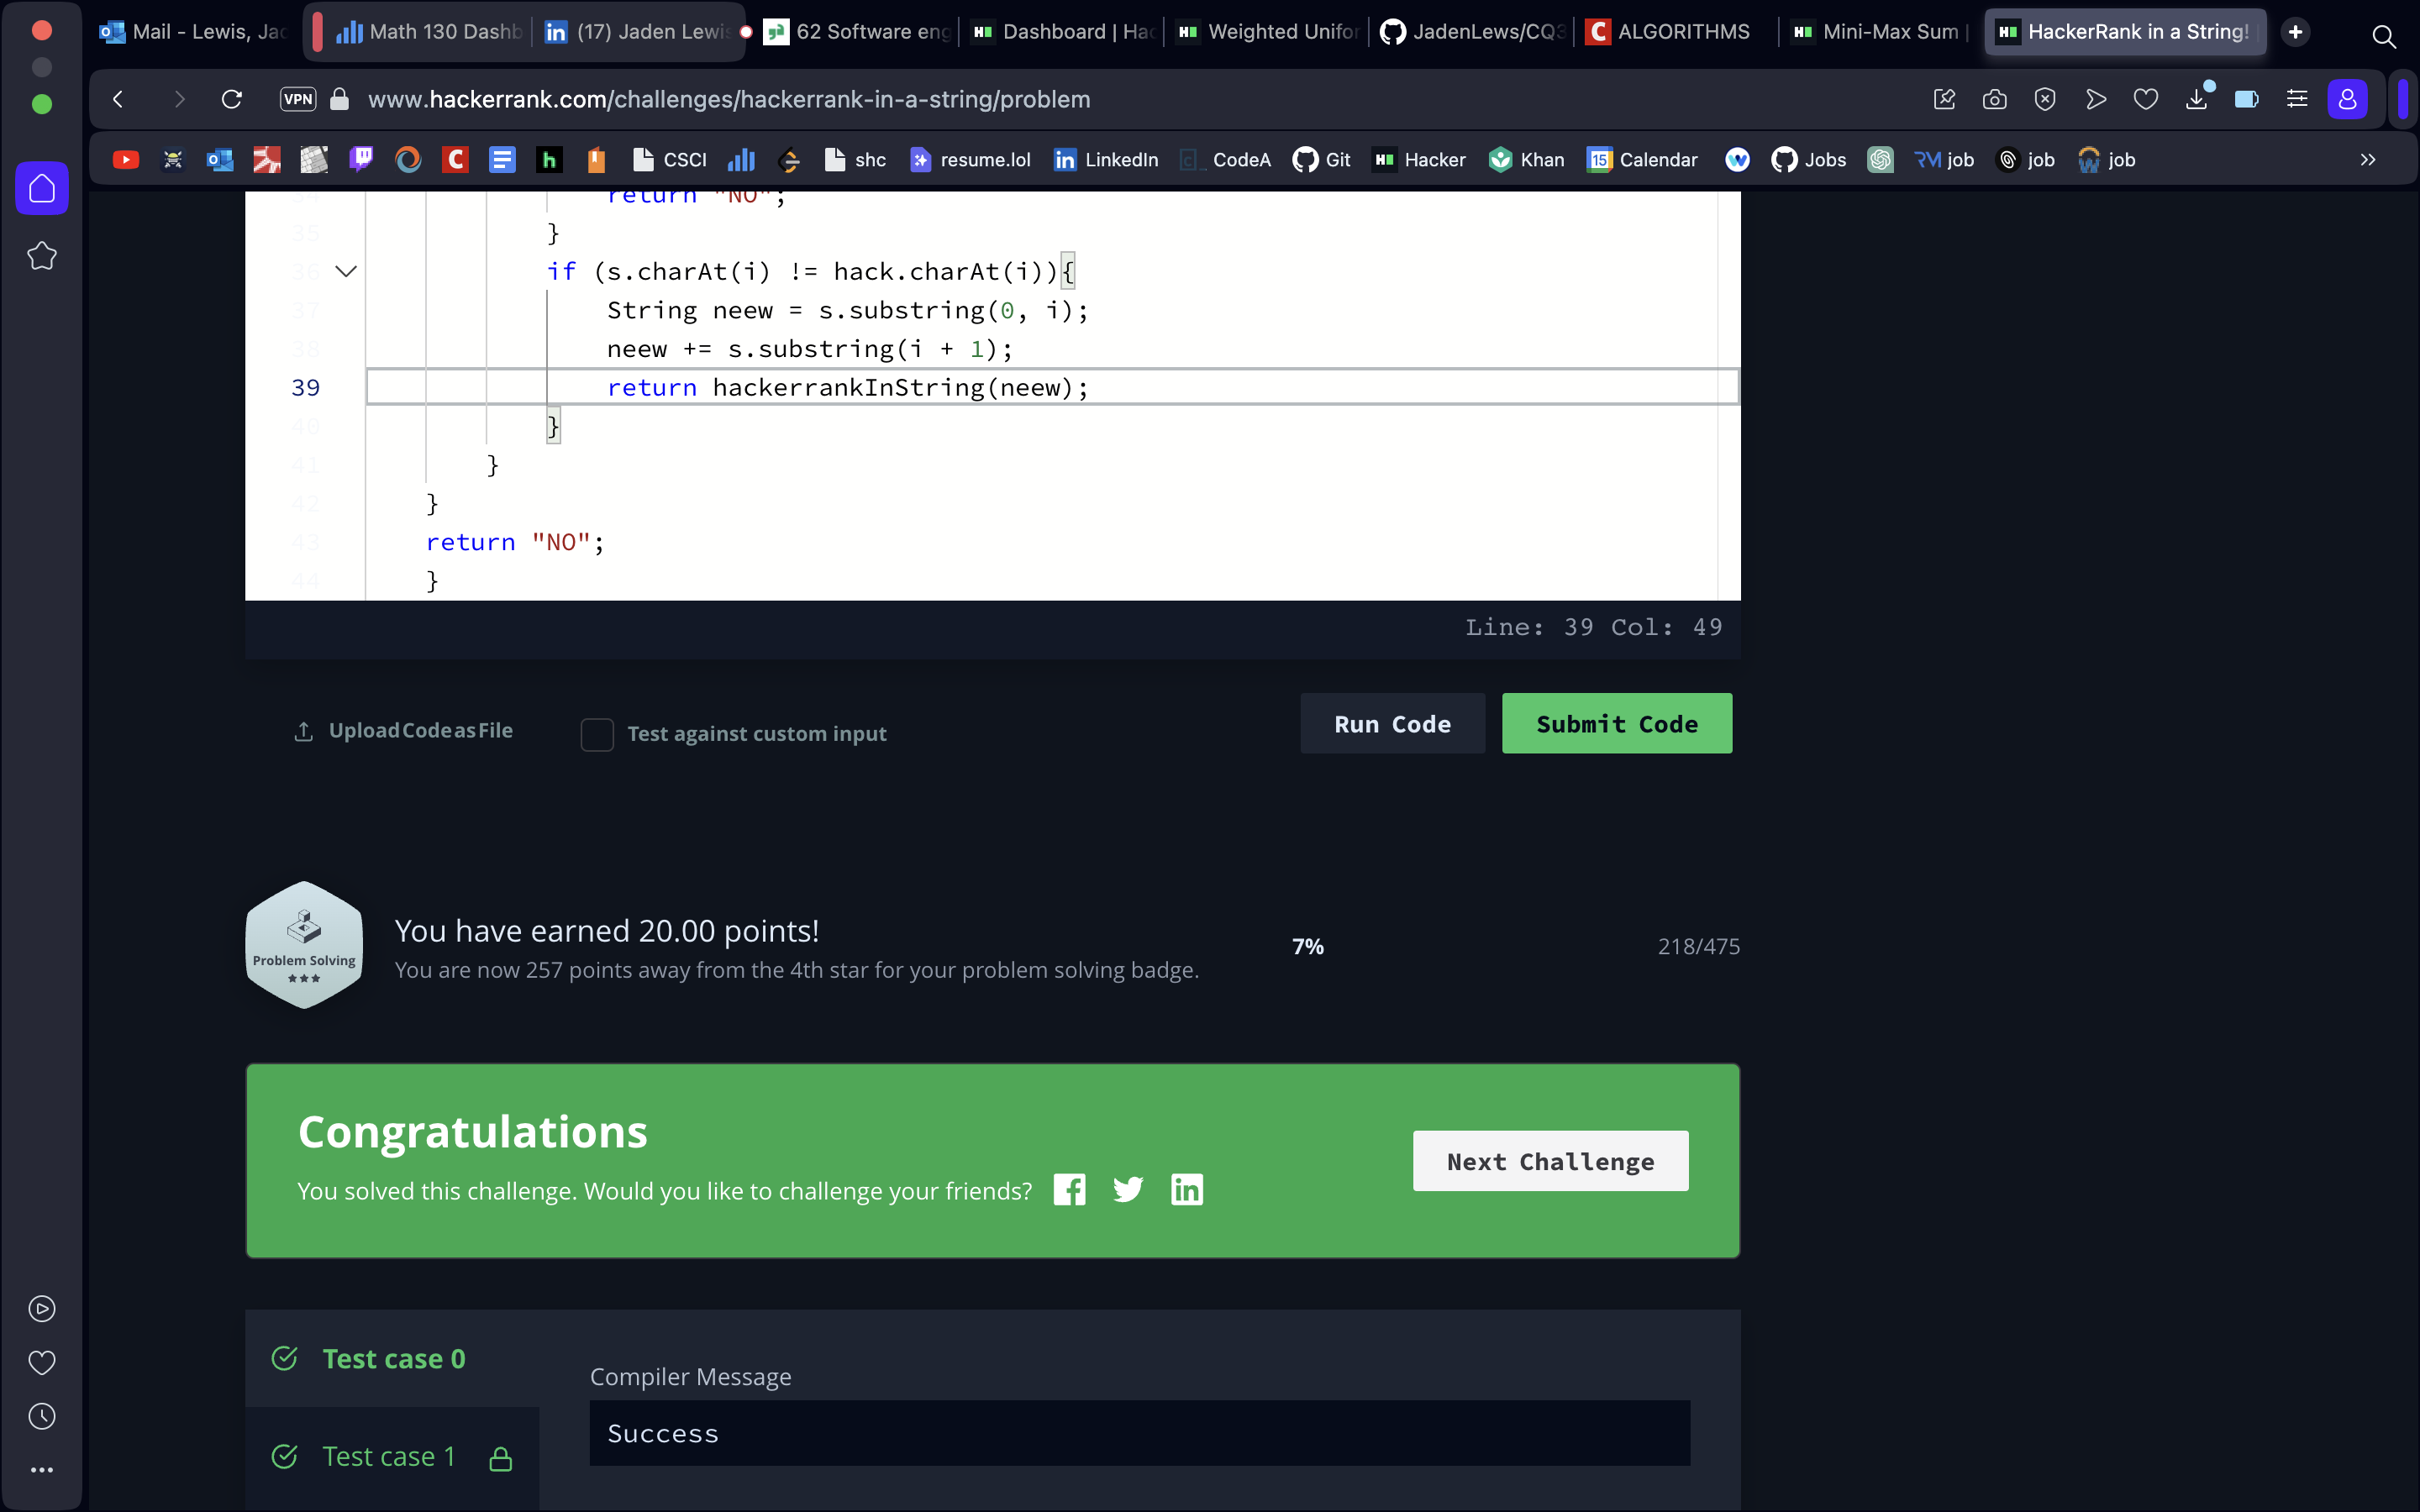 Mail - Lewis, Jac
Math 130 Dashb
(17) Jaden Lewis
62 Software eng
Dashboard | Hac
Weighted Unifor
JadenLews/CQ3
ALGORITHMS
Mini-Max Sum |
HackerRank in a String!
VPN
www.hackerrank.com/challenges/hackerrank-in-a-string/problem
CSCI
shc
resume.lol
LinkedIn
CodeA
Git
Hacker
Khan
15
Calendar
Jobs
RM job
job
job
34 return "NO";
35 }
36 if (s.charAt(i) != hack.charAt(i)){
37 String neew = s.substring(0, i);
38 neew += s.substring(i + 1);
39 return hackerrankInString(neew);
40 }
41 }
42 }
43 return "NO";
44 }
Line: 39 Col: 49
Upload Code as File
Test against custom input
Run Code
Submit Code
Problem Solving
You have earned 20.00 points!
You are now 257 points away from the 4th star for your problem solving badge.
7%
218/475
Congratulations
You solved this challenge. Would you like to challenge your friends?
Next Challenge
Test case 0
Compiler Message
Success
Test case 1